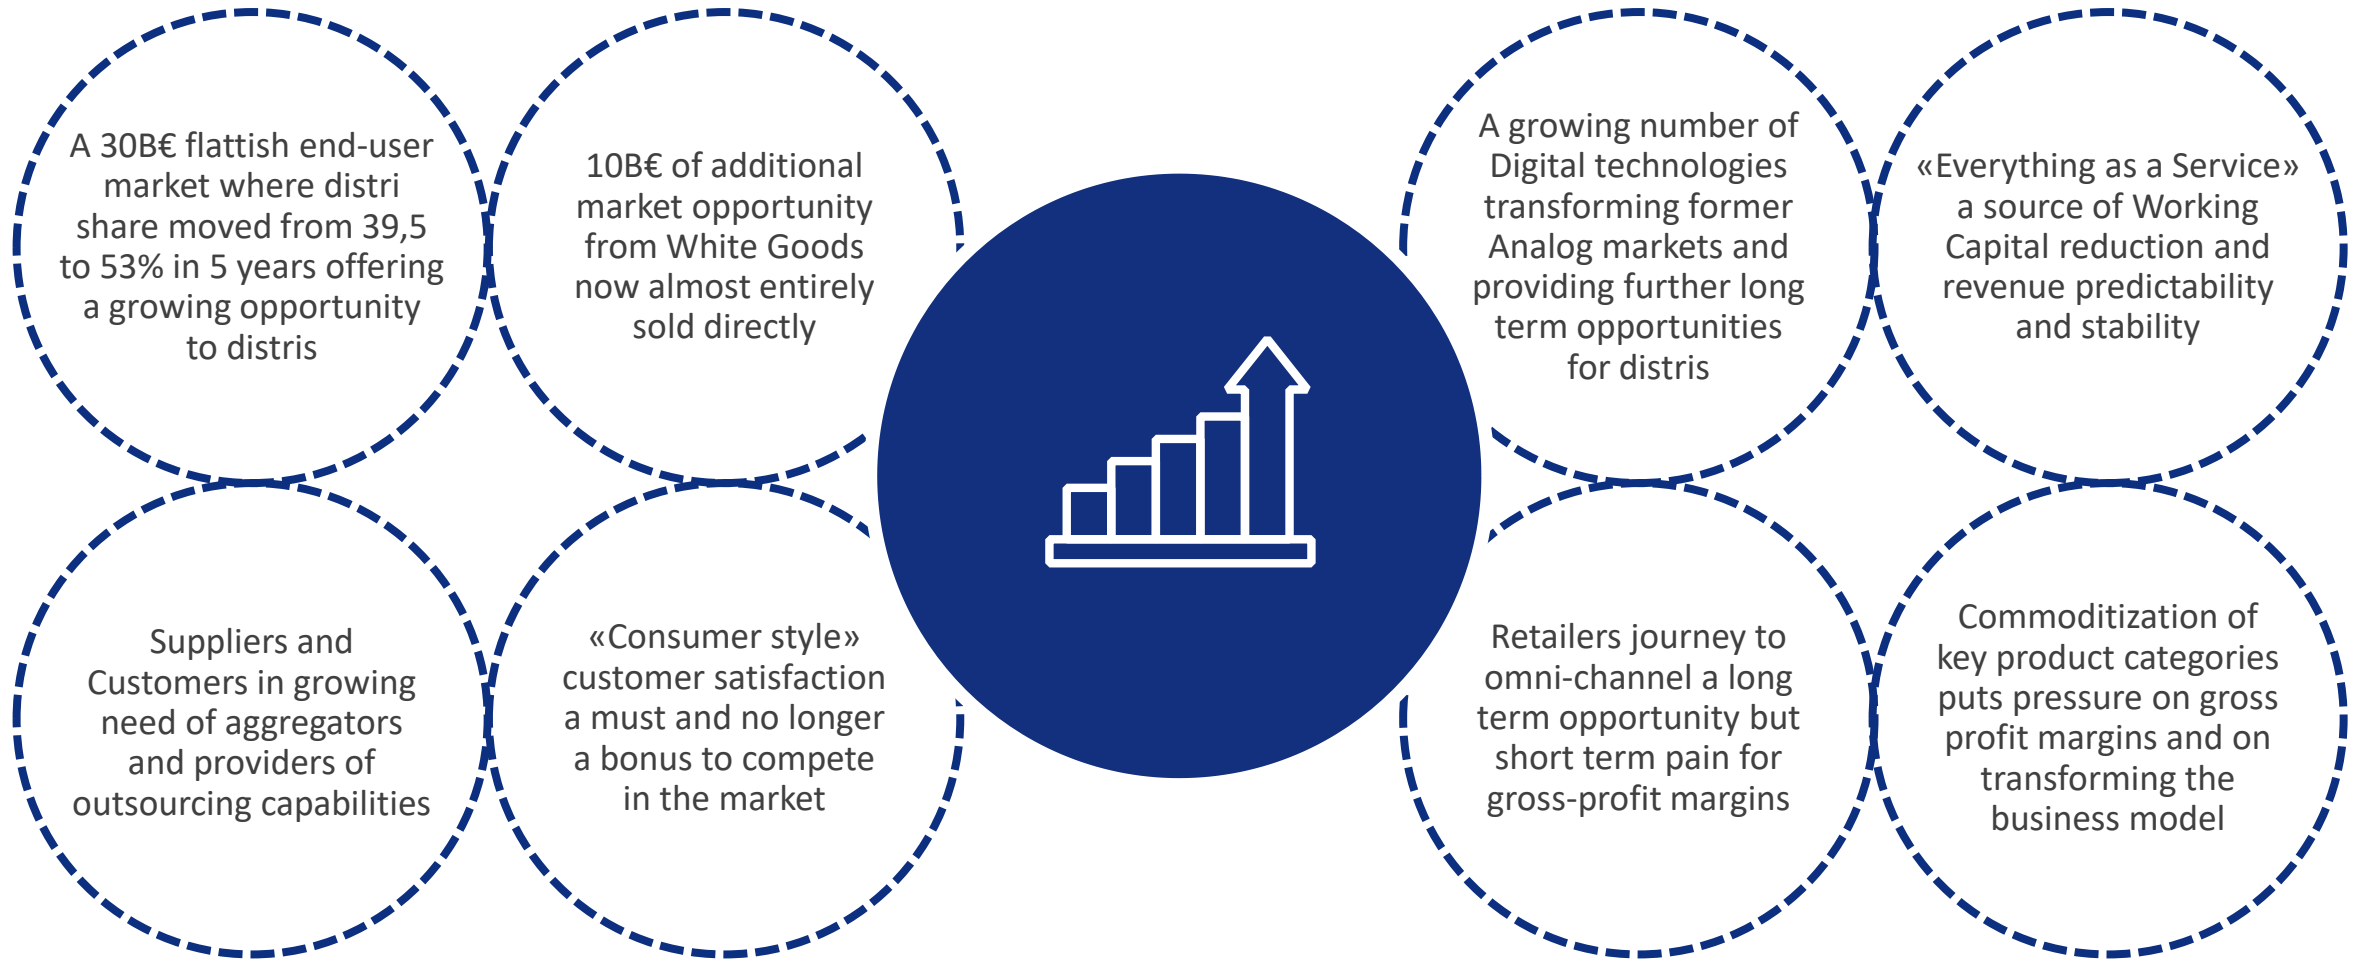 A 30B€ flattish end-user
market where distri
share moved from 39,5
to 53% in 5 years offering
a growing opportunity
to distris
10B€ of additional
market opportunity
from White Goods
now almost entirely
sold directly
A growing number of
Digital technologies
transforming former
Analog markets and
providing further long
term opportunities
for distris
«Everything as a Service»
a source of Working
Capital reduction and
revenue predictability
and stability
Suppliers and
Customers in growing
need of aggregators
and providers of
outsourcing capabilities
«Consumer style»
customer satisfaction
a must and no longer
a bonus to compete
in the market
Retailers journey to
omni-channel a long
term opportunity but
short term pain for
gross-profit margins
Commoditization of
key product categories
puts pressure on gross
profit margins and on
transforming the
business model